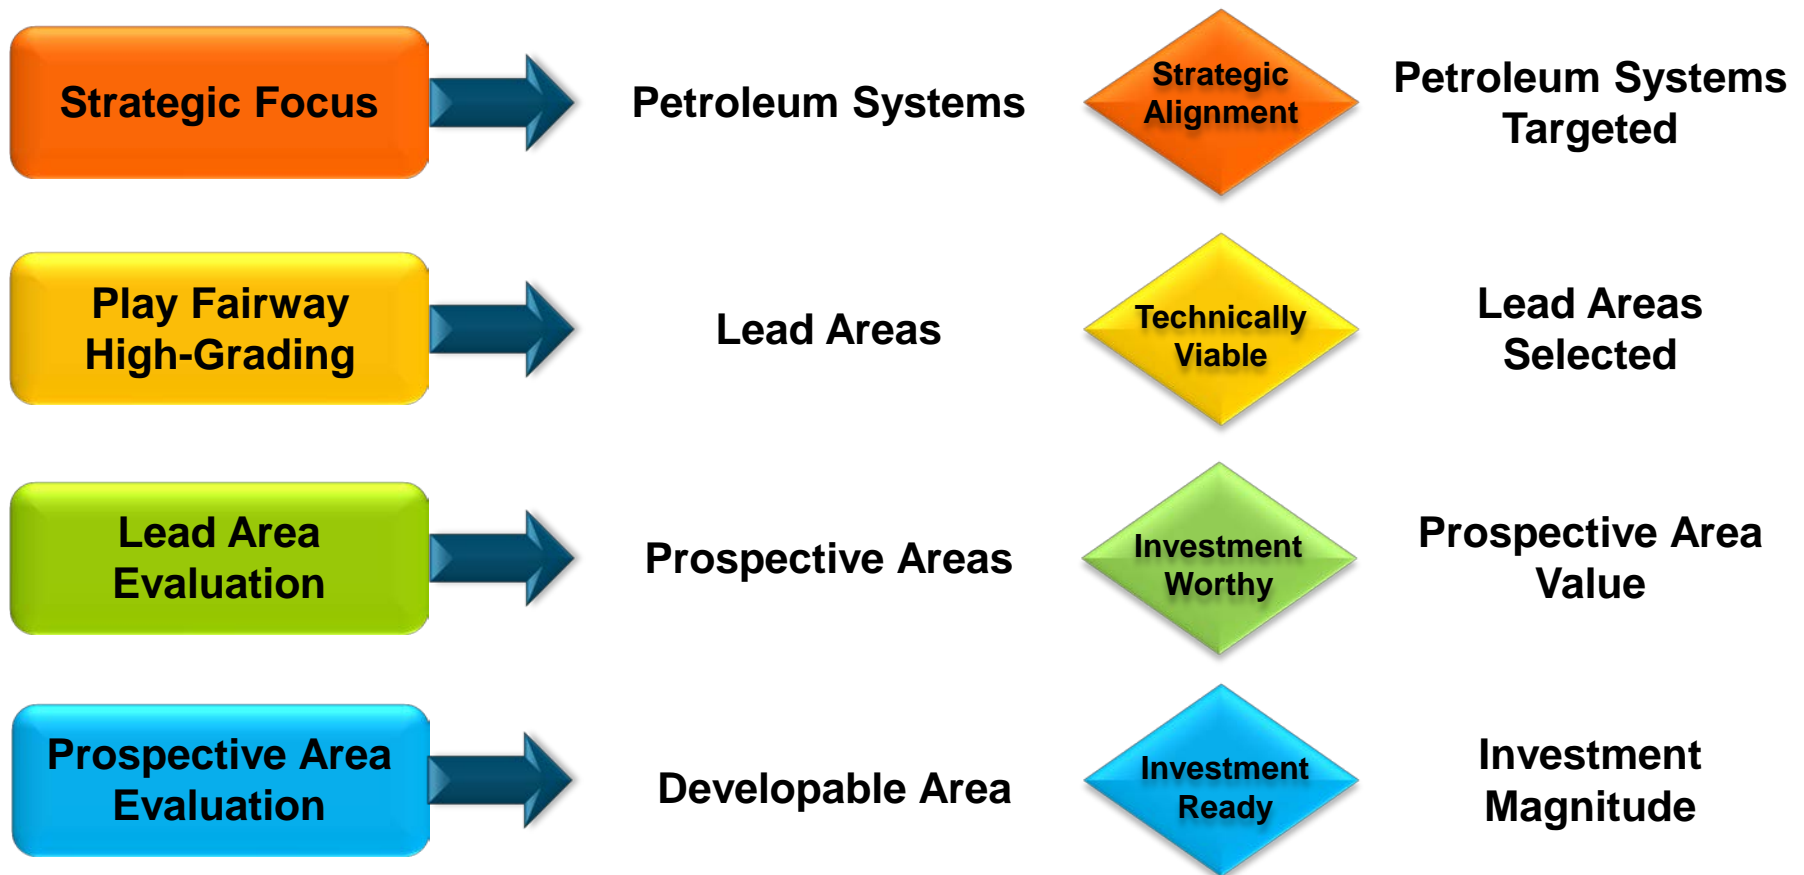 Strategic Focus
Petroleum Systems
Strategic
Alignment
Petroleum Systems
Targeted
Play Fairway
High-Grading
Lead Areas
Technically
Viable
Lead Areas
Selected
Lead Area
Evaluation
Prospective Areas
Investment
Worthy
Prospective Area
Value
Prospective Area
Evaluation
Developable Area
Investment
Ready
Investment
Magnitude